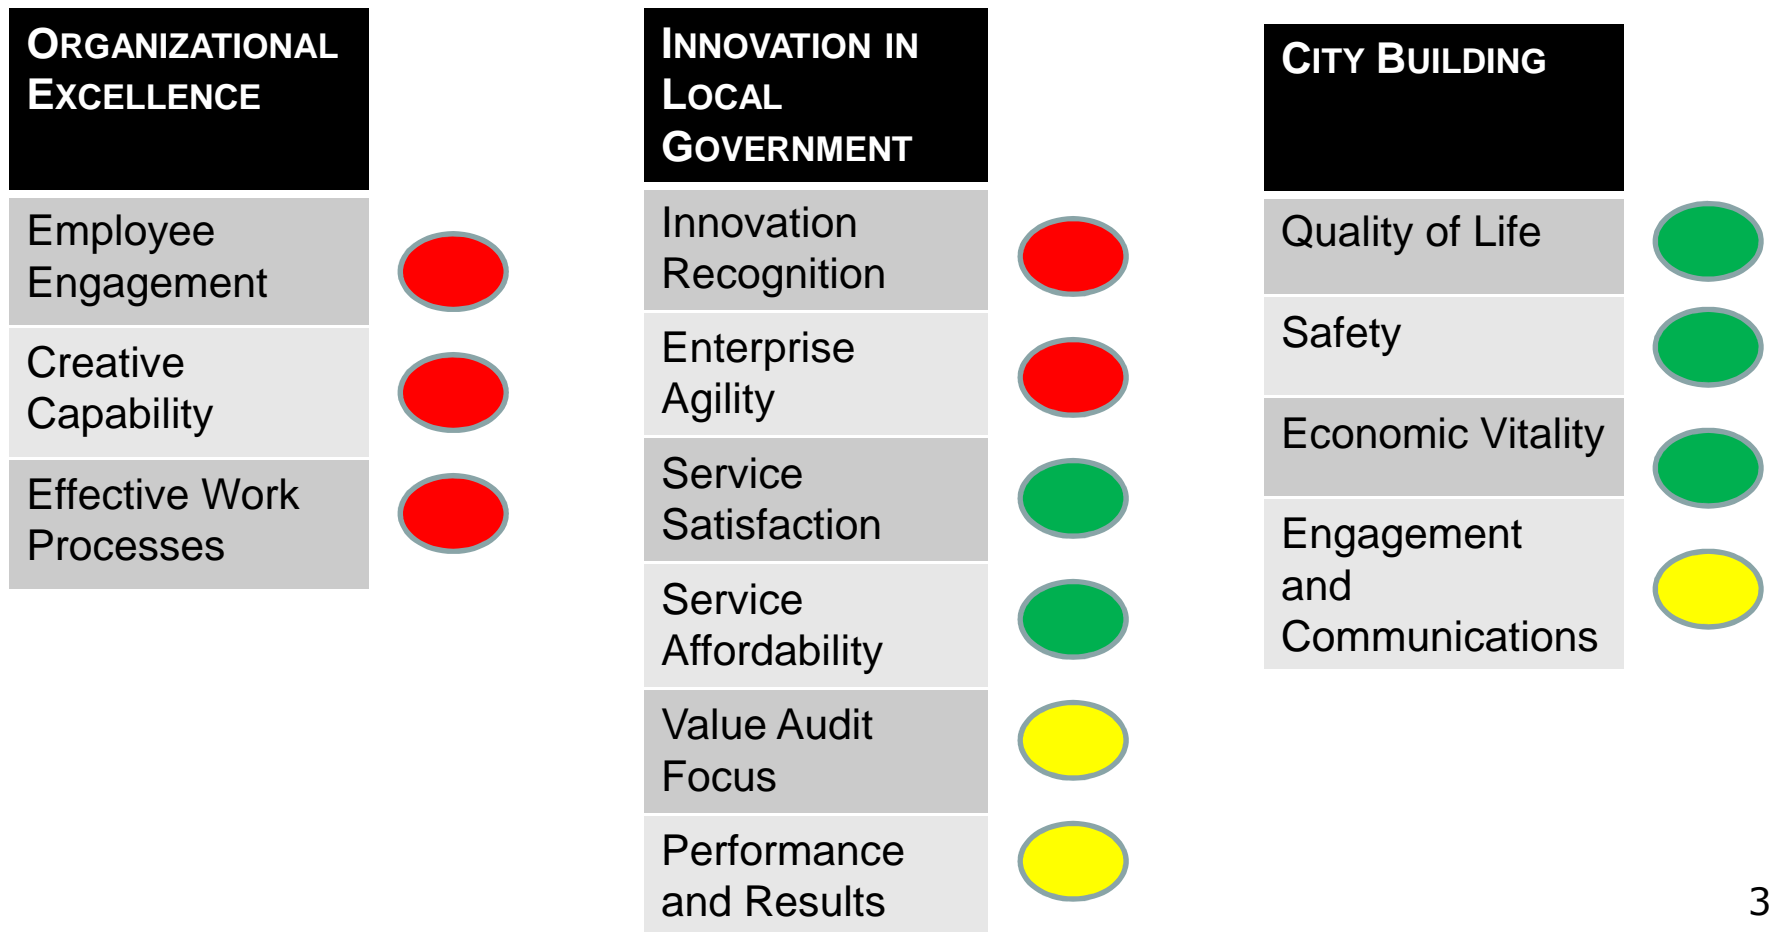 ORGANIZATIONAL
EXCELLENCE
Employee
Engagement
Creative
Capability
Effective Work
Processes
INNOVATION IN
LOCAL
GOVERNMENT
Innovation
Recognition
Enterprise
Agility
Service
Satisfaction
Service
Affordability
Value Audit
Focus
Performance
and Results
CITY BUILDING
Quality of Life
Safety
Economic Vitality
Engagement
and
Communications
3